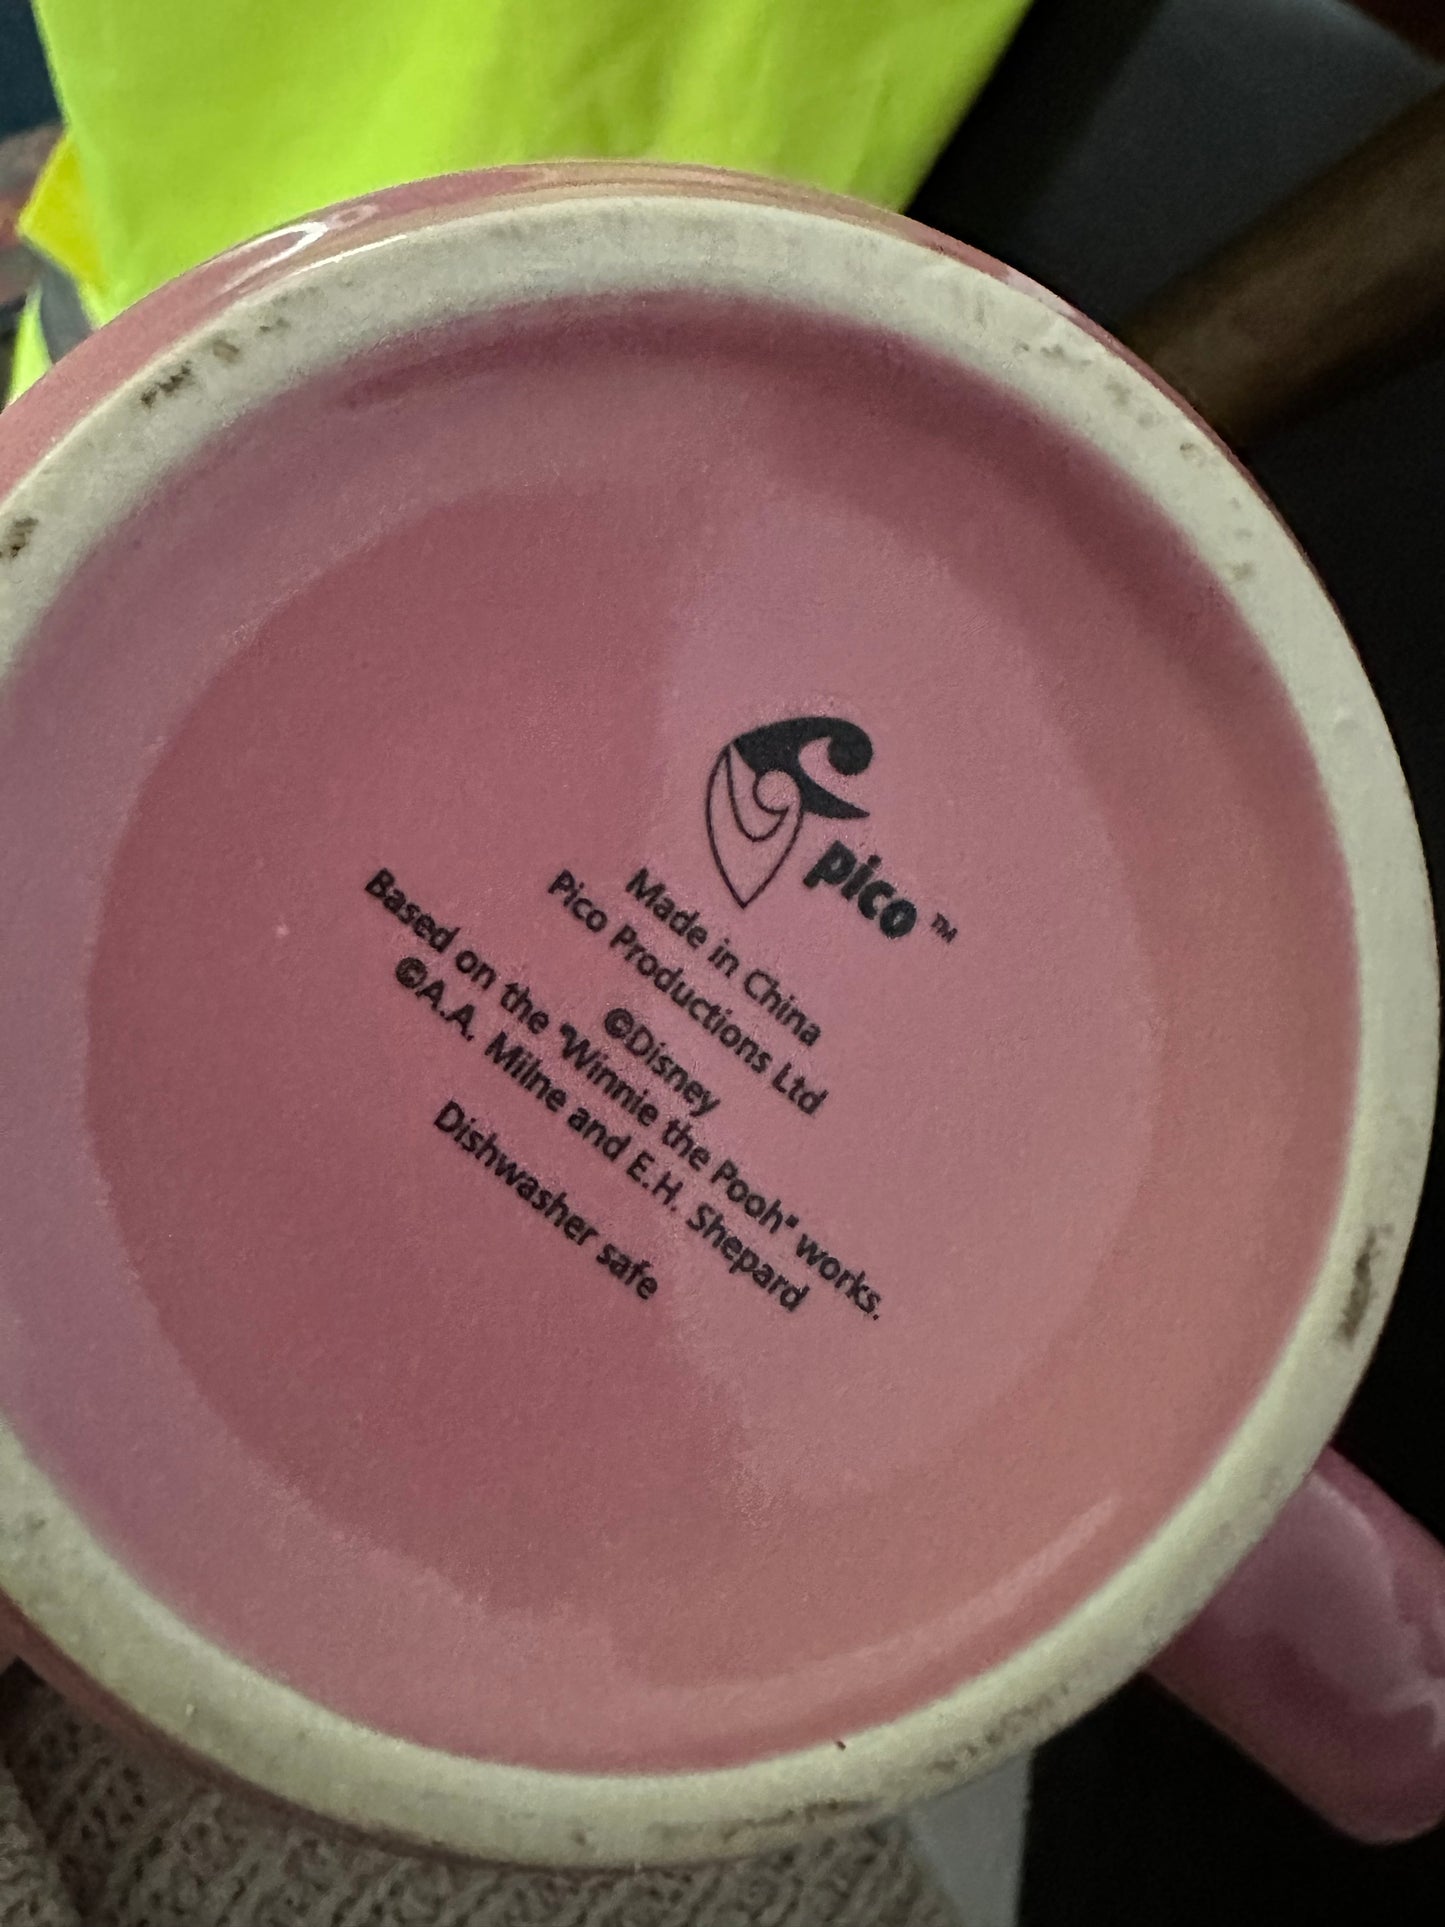 pico ™
Made in China
Pico Productions Ltd
©Disney
Based on the "Winnie the Pooh" works.
©A.A. Milne and E.H. Shepard
Dishwasher safe